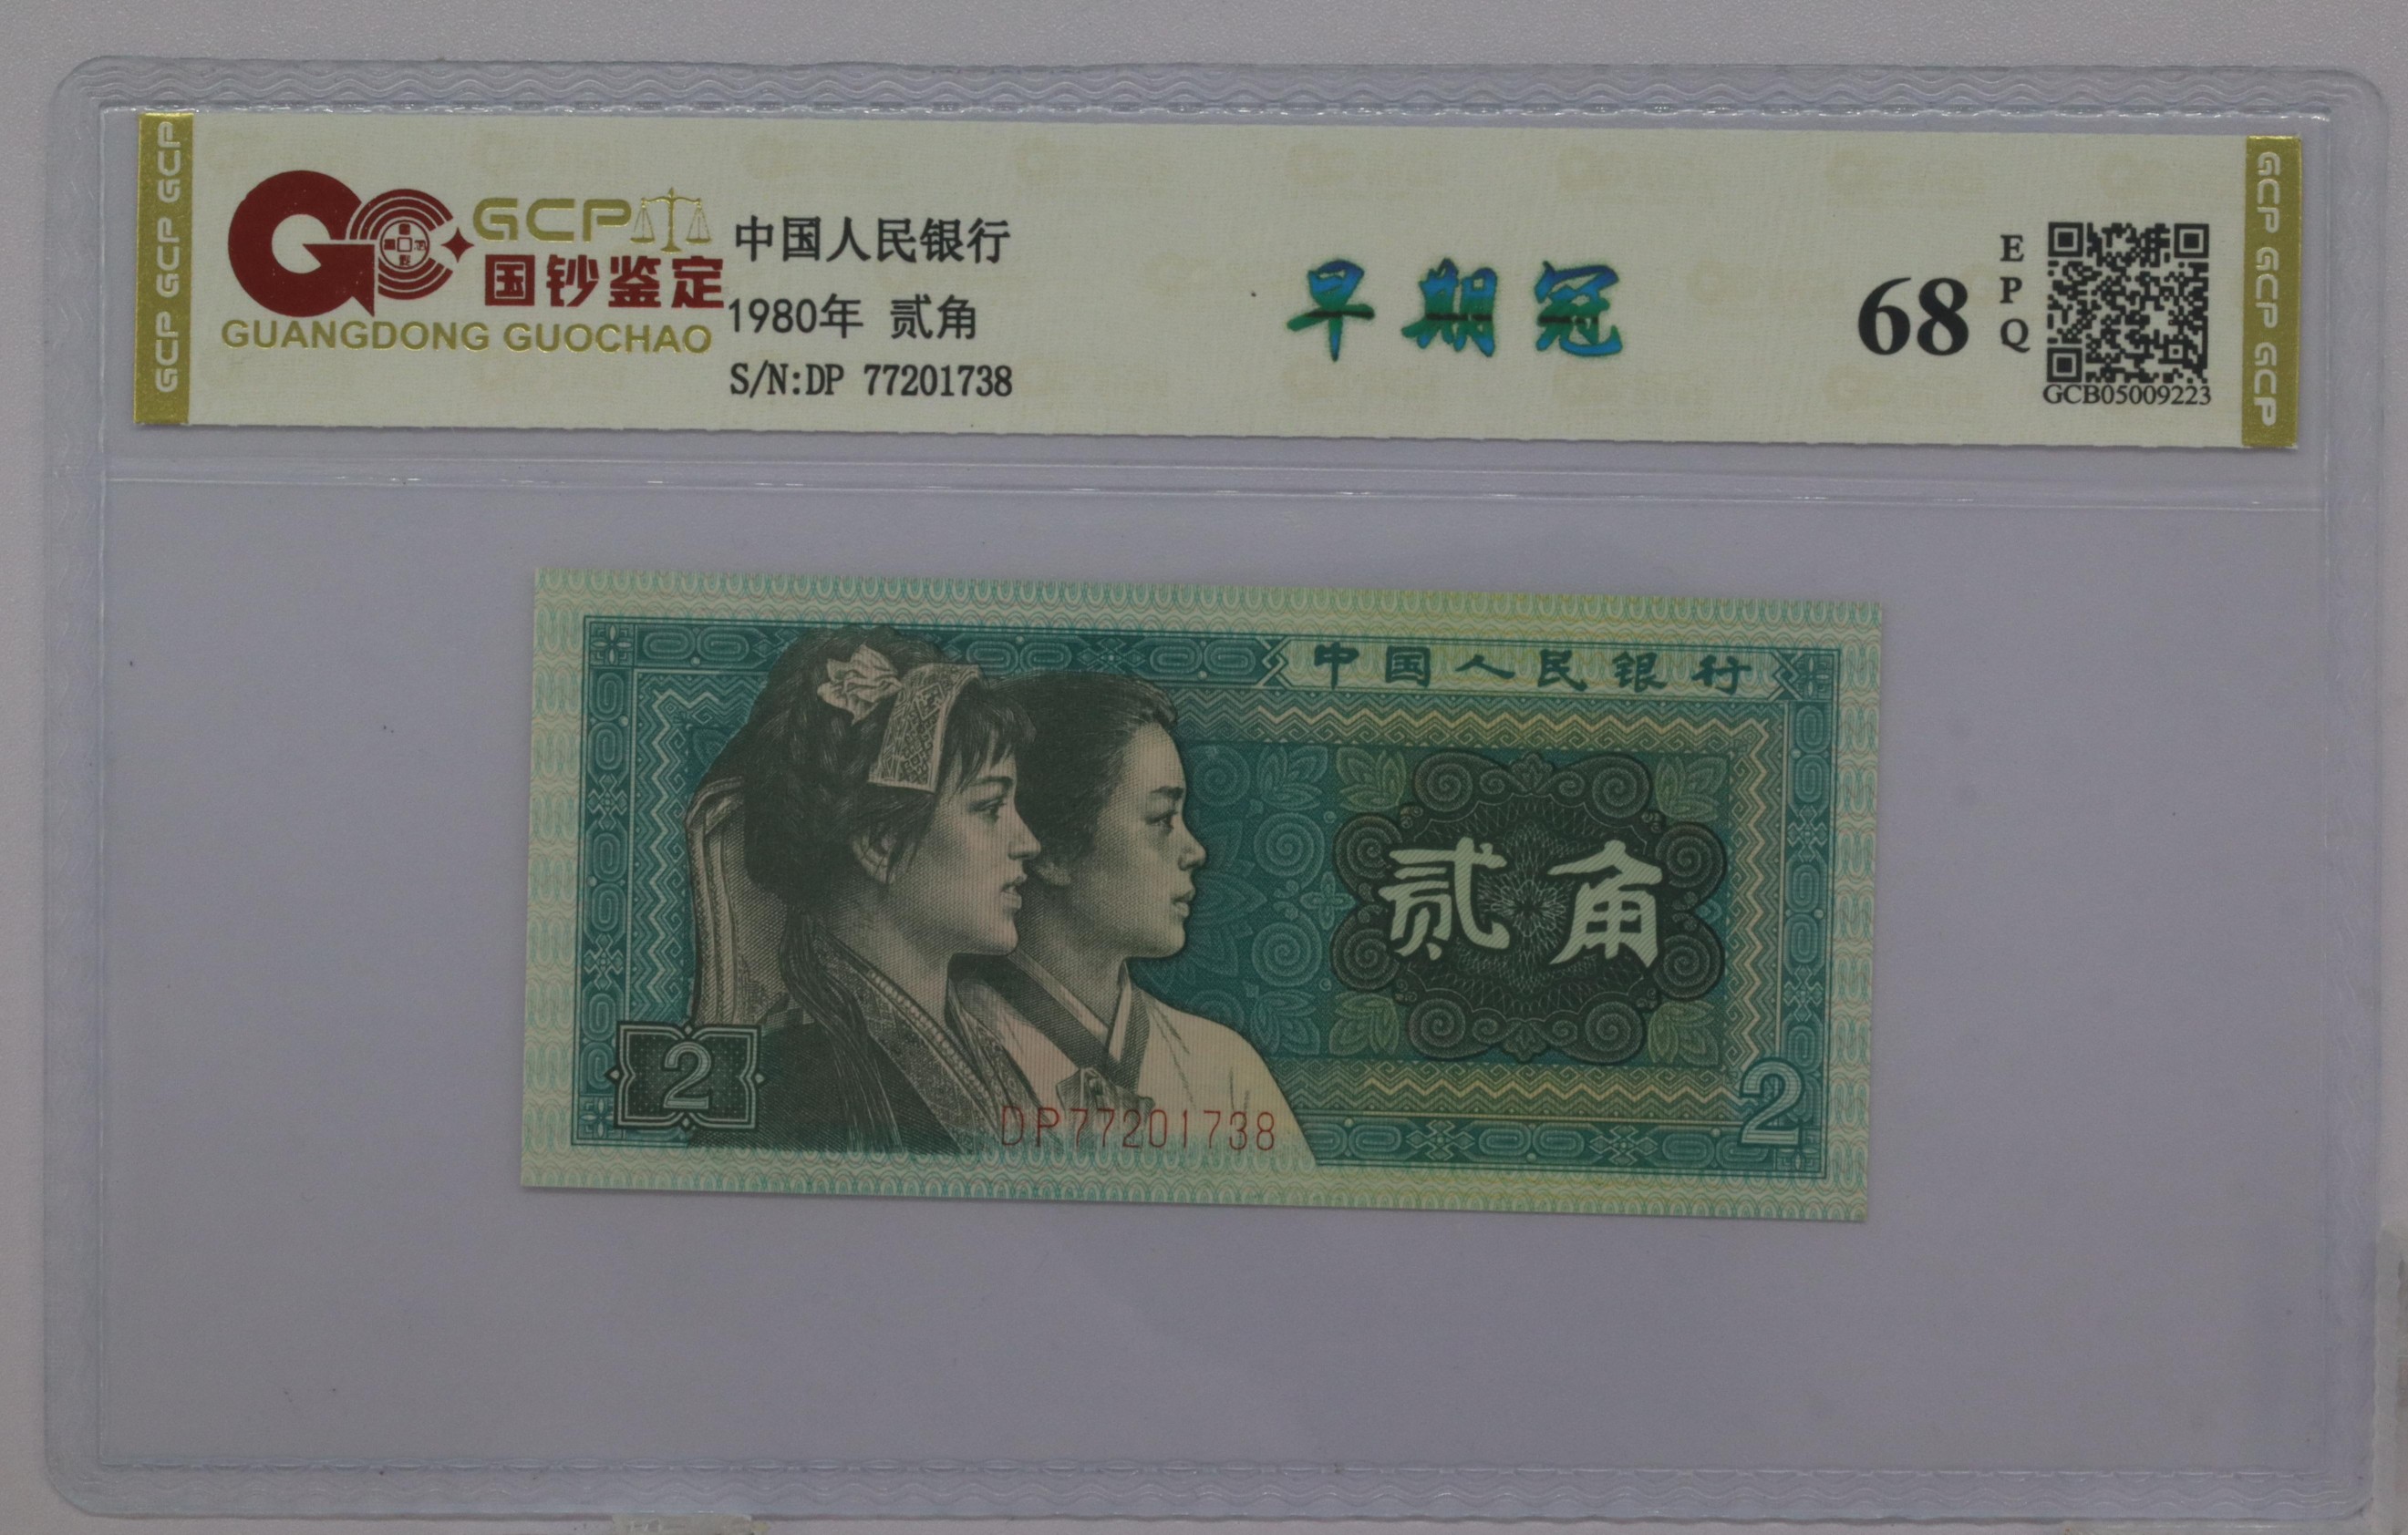 GCP GCP GCP
GCP
国钞鉴定
GUANGDONG GUOCHAO
中国人民银行
1980年 贰角
S/N:DP 77201738
早期冠
68
EPQ
GCB05009223
GCP GCP GCP
中国人民银行
贰角
2
DP77201738
2